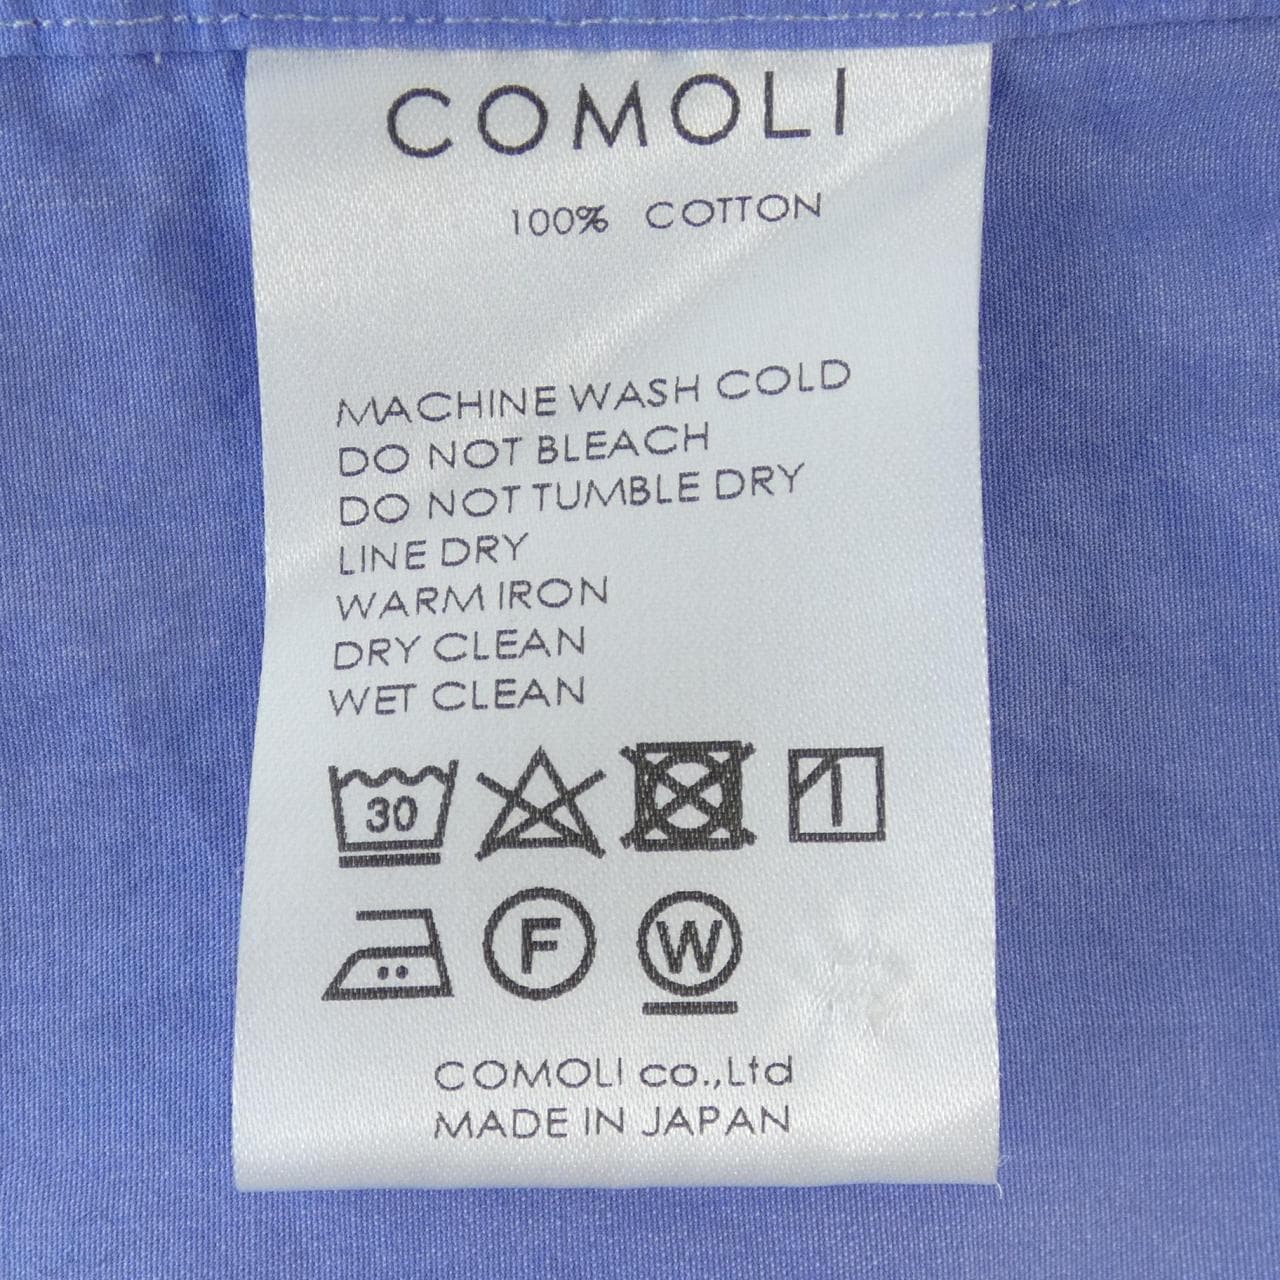 COMOLI
100% COTTON
MACHINE WASH COLD
DO NOT BLEACH
DO NOT TUMBLE DRY
LINE DRY
WARM IRON
DRY CLEAN
WET CLEAN
30
F W
COMOLI co.,Ltd
MADE IN JAPAN